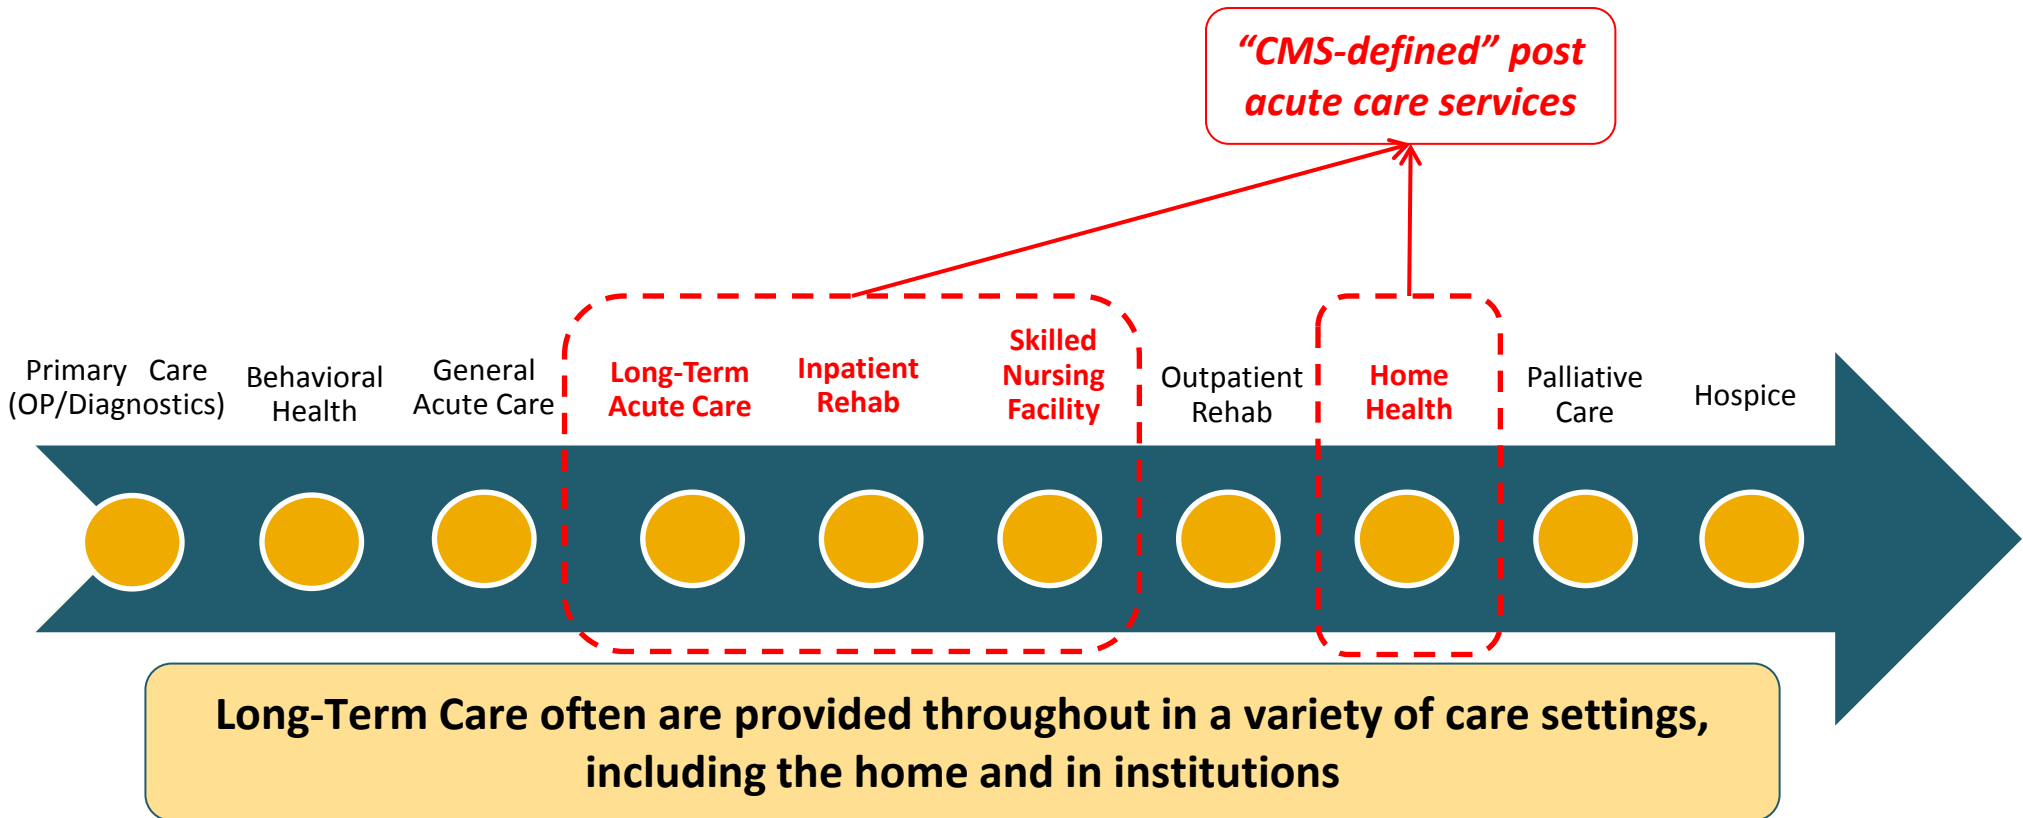 “CMS-defined” post
acute care services
Primary Care
(OP/Diagnostics)
Behavioral
Health
General
Acute Care
Long-Term
Acute Care
Inpatient
Rehab
Skilled
Nursing
Facility
Outpatient
Rehab
Home
Health
Palliative
Care
Hospice
Long-Term Care often are provided throughout in a variety of care settings,
including the home and in institutions